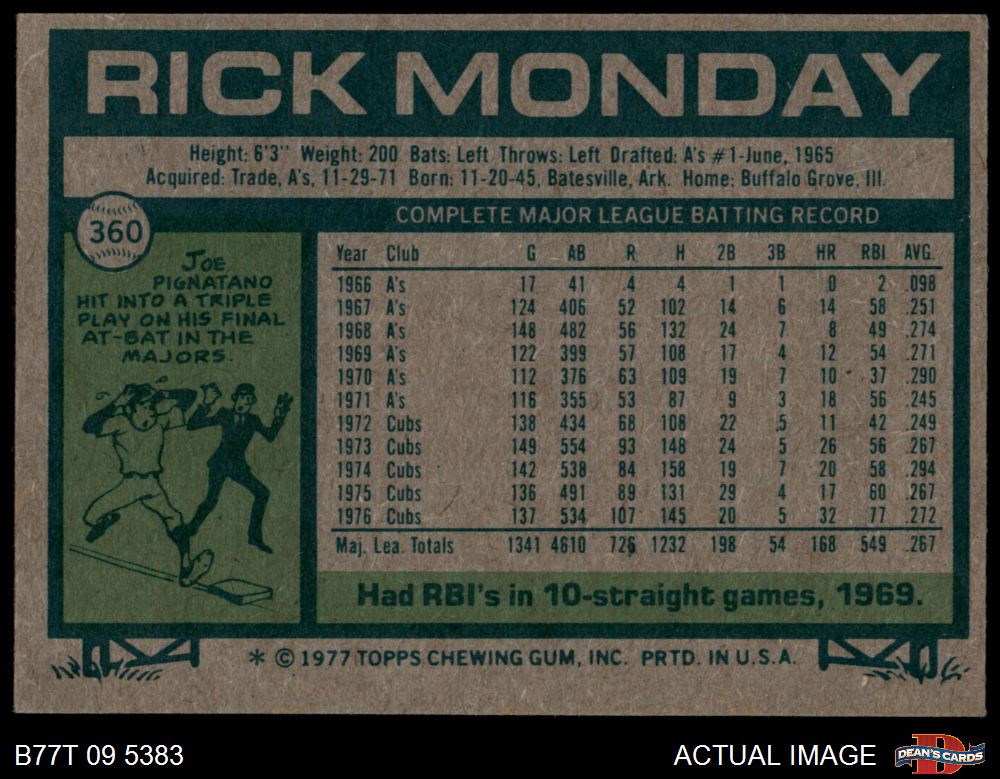 RICK MONDAY
Height: 6'3" Weight: 200 Bats: Left Throws: Left Drafted: A's #1-June, 1965
Acquired: Trade, A's, 11-29-71 Born: 11-20-45, Batesville, Ark. Home: Buffalo Grove, Ill.
360
JOE
PIGNATANO
HIT INTO A TRIPLE
PLAY ON HIS FINAL
AT-BAT IN THE
MAJORS.
COMPLETE MAJOR LEAGUE BATTING RECORD
Year Club G AB R H 2B 3B HR RBI AVG.
1966 A's 17 41 4 4 1 1 0 2 .098
1967 A's 124 406 52 102 14 6 14 58 .251
1968 A's 148 482 56 132 24 7 8 49 .274
1969 A's 122 399 57 108 17 4 12 54 .271
1970 A's 112 376 63 109 19 7 10 37 .290
1971 A's 116 355 53 87 9 3 18 56 .245
1972 Cubs 138 434 68 108 22 5 11 42 .249
1973 Cubs 149 554 93 148 24 5 26 56 .267
1974 Cubs 142 538 84 158 19 7 20 58 .294
1975 Cubs 136 491 89 131 29 4 17 60 .267
1976 Cubs 137 534 107 145 20 5 32 77 .272
Maj. Lea. Totals 1341 4610 726 1232 198 54 168 549 .267
Had RBI's in 10-straight games, 1969.
* © 1977 TOPPS CHEWING GUM, INC. PRTD. IN U.S.A.
B77T 09 5383
ACTUAL IMAGE
DEAN'S CARDS